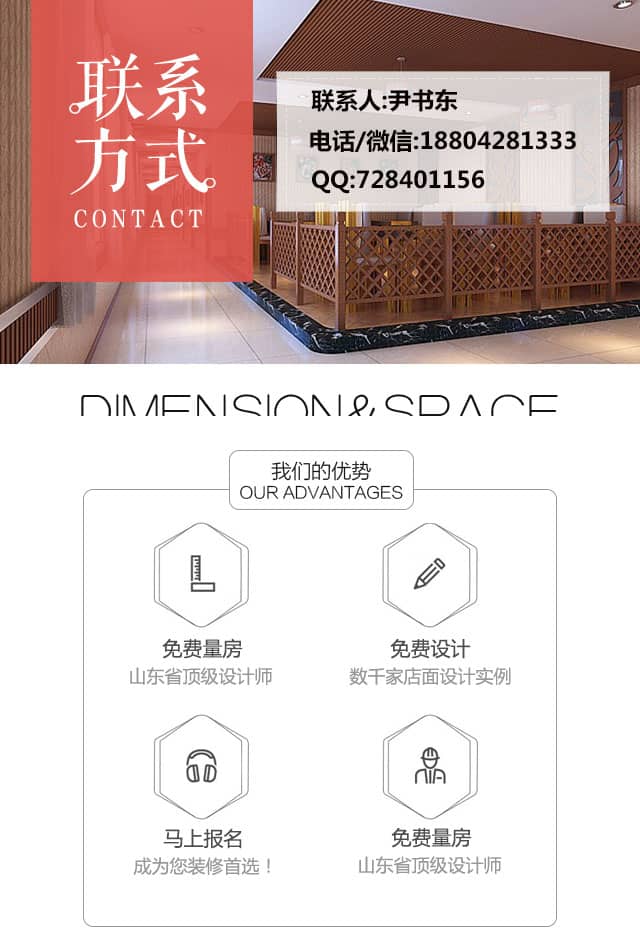 联系
方式
CONTACT
联系人:尹书东
电话/微信:18804281333
QQ:728401156
DIMENSION&SPACE
我们的优势
OUR ADVANTAGES
免费量房
山东省顶级设计师
免费设计
数千家店面设计实例
马上报名
成为您装修首选！
免费量房
山东省顶级设计师